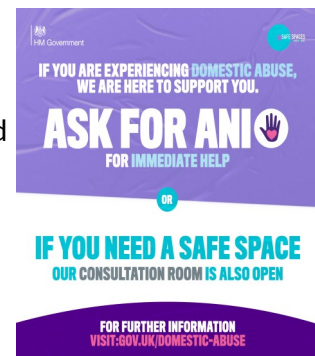 HM Government
SAFE SPACES
IF YOU ARE EXPERIENCING DOMESTIC ABUSE,
WE ARE HERE TO SUPPORT YOU.
d
ASK FOR ANI
FOR IMMEDIATE HELP
OR
IF YOU NEED A SAFE SPACE
OUR CONSULTATION ROOM IS ALSO OPEN
FOR FURTHER INFORMATION
VISIT:GOV.UK/DOMESTIC-ABUSE